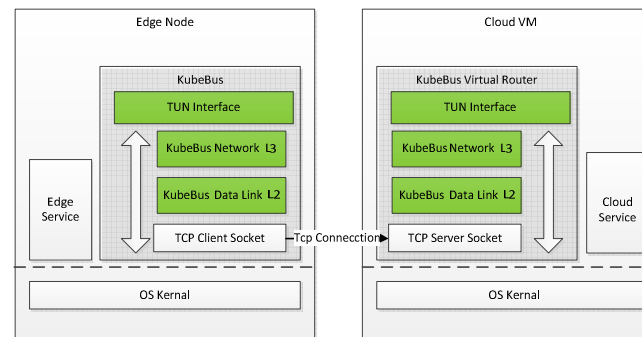 Edge Node
KubeBus
TUN Interface
KubeBus Network L3
KubeBus Data Link L2
TCP Client Socket
Edge
Service
OS Kernal
Tcp Connecction
Cloud VM
KubeBus Virtual Router
TUN Interface
KubeBus Network L3
KubeBus Data Link L2
TCP Server Socket
Cloud
Service
OS Kernal